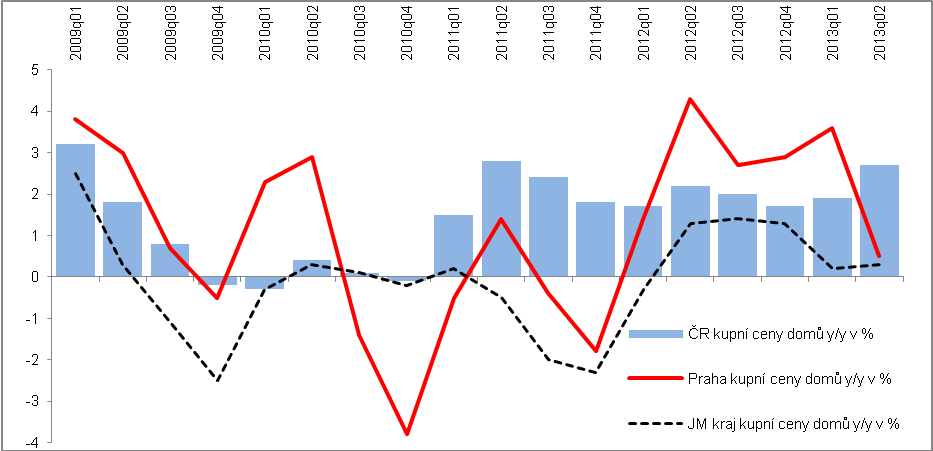 2009q01
2009q02
2009q03
2009q04
2010q01
2010q02
2010q03
2010q04
2011q01
2011q02
2011q03
2011q04
2012q01
2012q02
2012q03
2012q04
2013q01
2013q02
5
4
3
2
1
0
-1
-2
-3
-4
ČR kupní ceny domů y/y v %
Praha kupní ceny domů y/y v %
JM kraj kupní ceny domů y/y v %